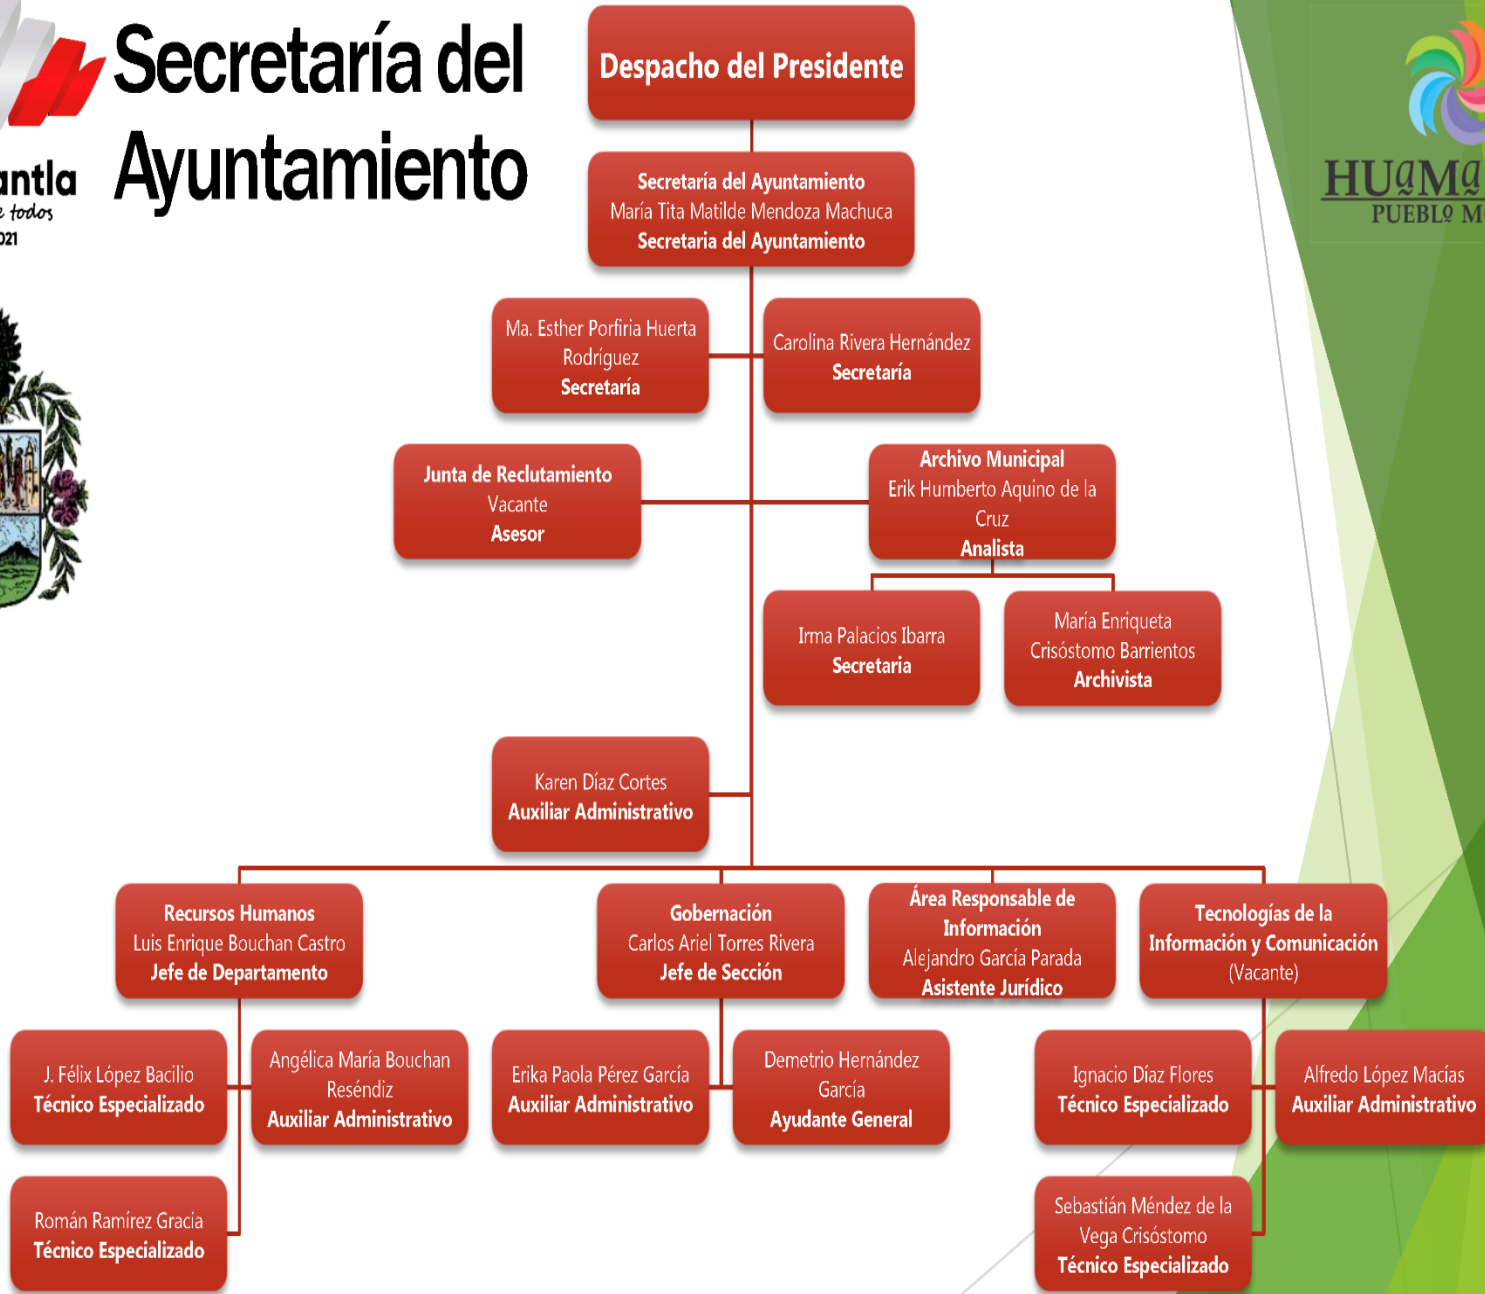 Secretaría del
Ayuntamiento
antla
e todos
021
HUaMa
PUEBLO M
Despacho del Presidente
Secretaría del Ayuntamiento
María Tita Matilde Mendoza Machuca
Secretaria del Ayuntamiento
Ma. Esther Porfiria Huerta
Rodríguez
Secretaría
Carolina Rivera Hernández
Secretaría
Junta de Reclutamiento
Vacante
Asesor
Archivo Municipal
Erik Humberto Aquino de la
Cruz
Analista
Irma Palacios Ibarra
Secretaria
María Enriqueta
Crisóstomo Barrientos
Archivista
Karen Díaz Cortes
Auxiliar Administrativo
Recursos Humanos
Luis Enrique Bouchan Castro
Jefe de Departamento
Gobernación
Carlos Ariel Torres Rivera
Jefe de Sección
Área Responsable de
Información
Alejandro García Parada
Asistente Jurídico
Tecnologías de la
Información y Comunicación
(Vacante)
J. Félix López Bacilio
Técnico Especializado
Angélica María Bouchan
Reséndiz
Auxiliar Administrativo
Erika Paola Pérez García
Auxiliar Administrativo
Demetrio Hernández
García
Ayudante General
Ignacio Díaz Flores
Técnico Especializado
Alfredo López Macías
Auxiliar Administrativo
Román Ramírez Gracia
Técnico Especializado
Sebastián Méndez de la
Vega Crisóstomo
Técnico Especializado